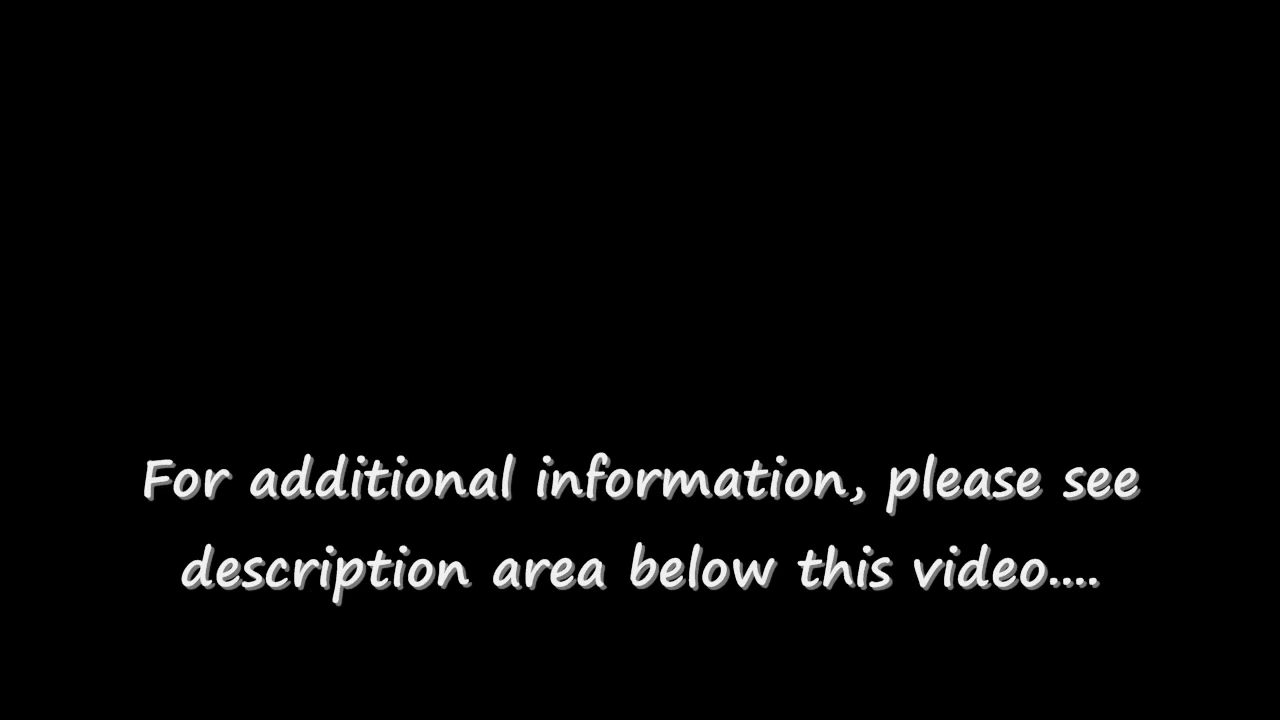 For additional information, please see
description area below this video....